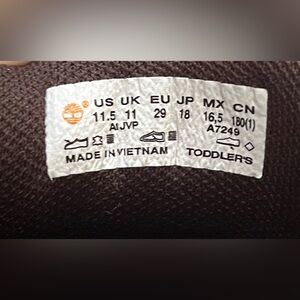 ® US UK EU JP MX CN
11.5 11 29 18 16,5 180(1)
AIJVP A7249
MADE IN VIETNAM TODDLER'S